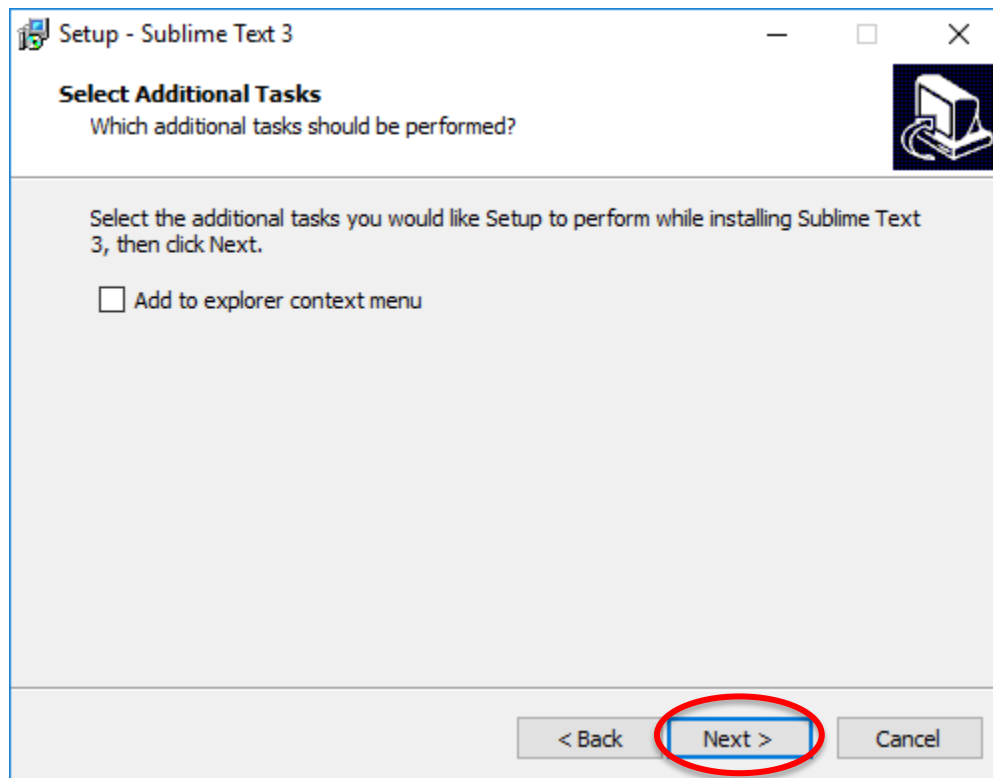 Setup - Sublime Text 3
Select Additional Tasks
Which additional tasks should be performed?
Select the additional tasks you would like Setup to perform while installing Sublime Text
3, then click Next.
Add to explorer context menu
< Back
Next >
Cancel